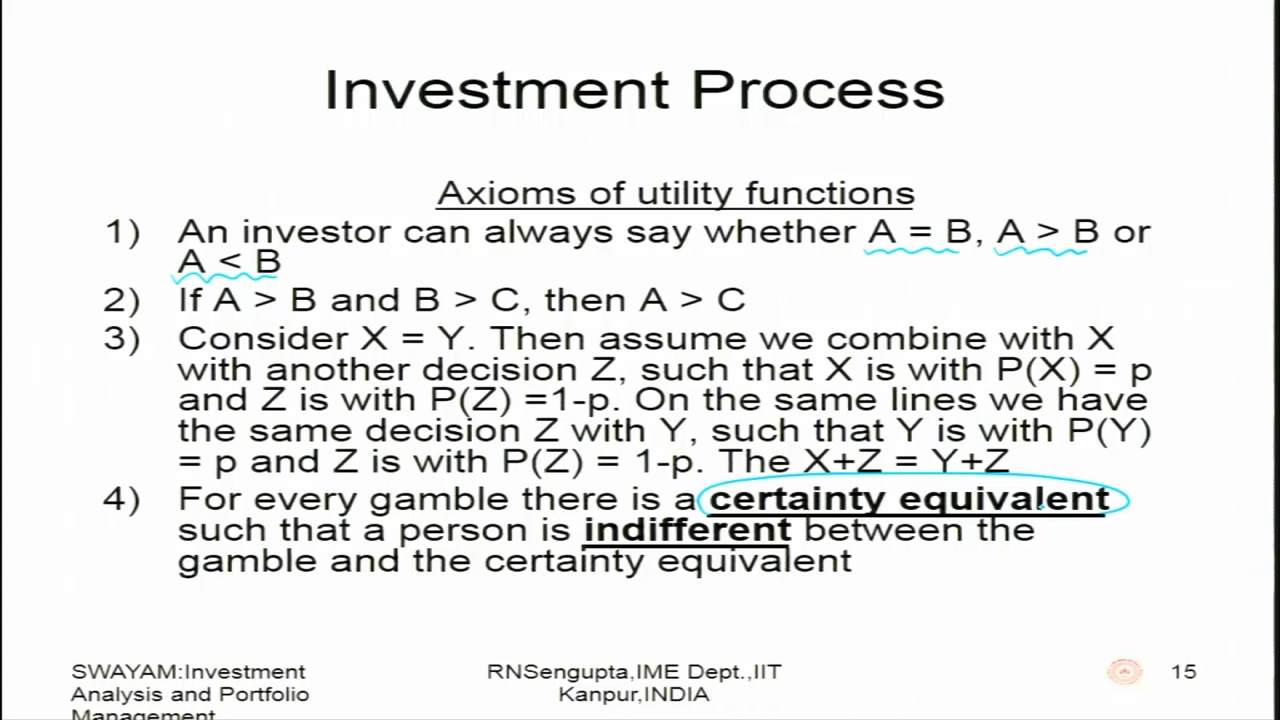 Investment Process
Axioms of utility functions
1) An investor can always say whether A = B, A > B or
A < B
2) If A > B and B > C, then A > C
3) Consider X = Y. Then assume we combine with X
with another decision Z, such that X is with P(X) = p
and Z is with P(Z) =1-p. On the same lines we have
the same decision Z with Y, such that Y is with P(Y)
= p and Z is with P(Z) = 1-p. The X+Z = Y+Z
4) For every gamble there is a certainty equivalent
such that a person is indifferent between the
gamble and the certainty equivalent
SWAYAM:Investment
Analysis and Portfolio
Management
RNSengupta,IME Dept.,IIT
Kanpur,INDIA
15